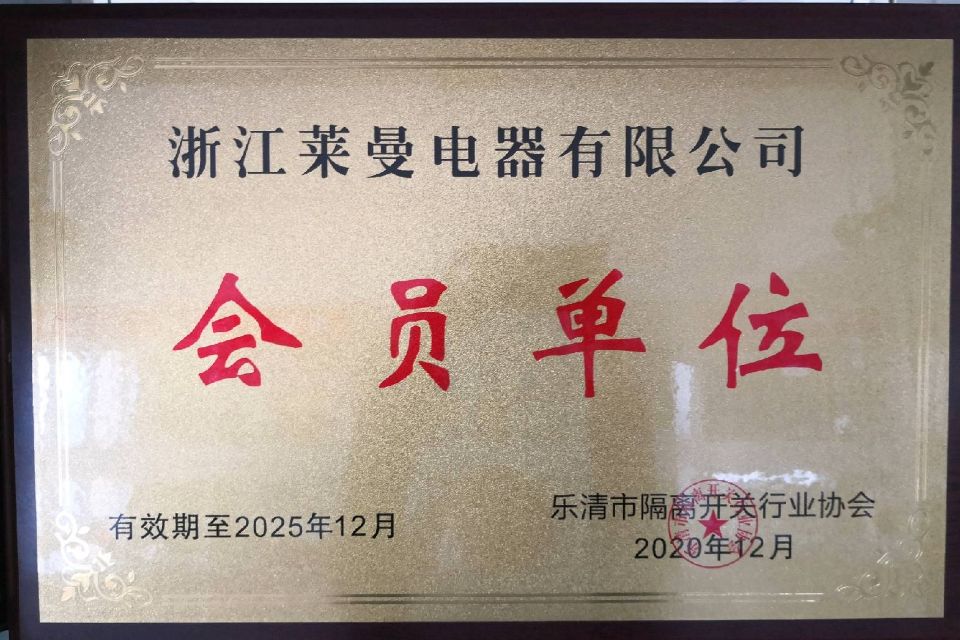 浙江莱曼电器有限公司
会员单位
有效期至2025年12月
乐清市隔离开关行业协会
2020年12月